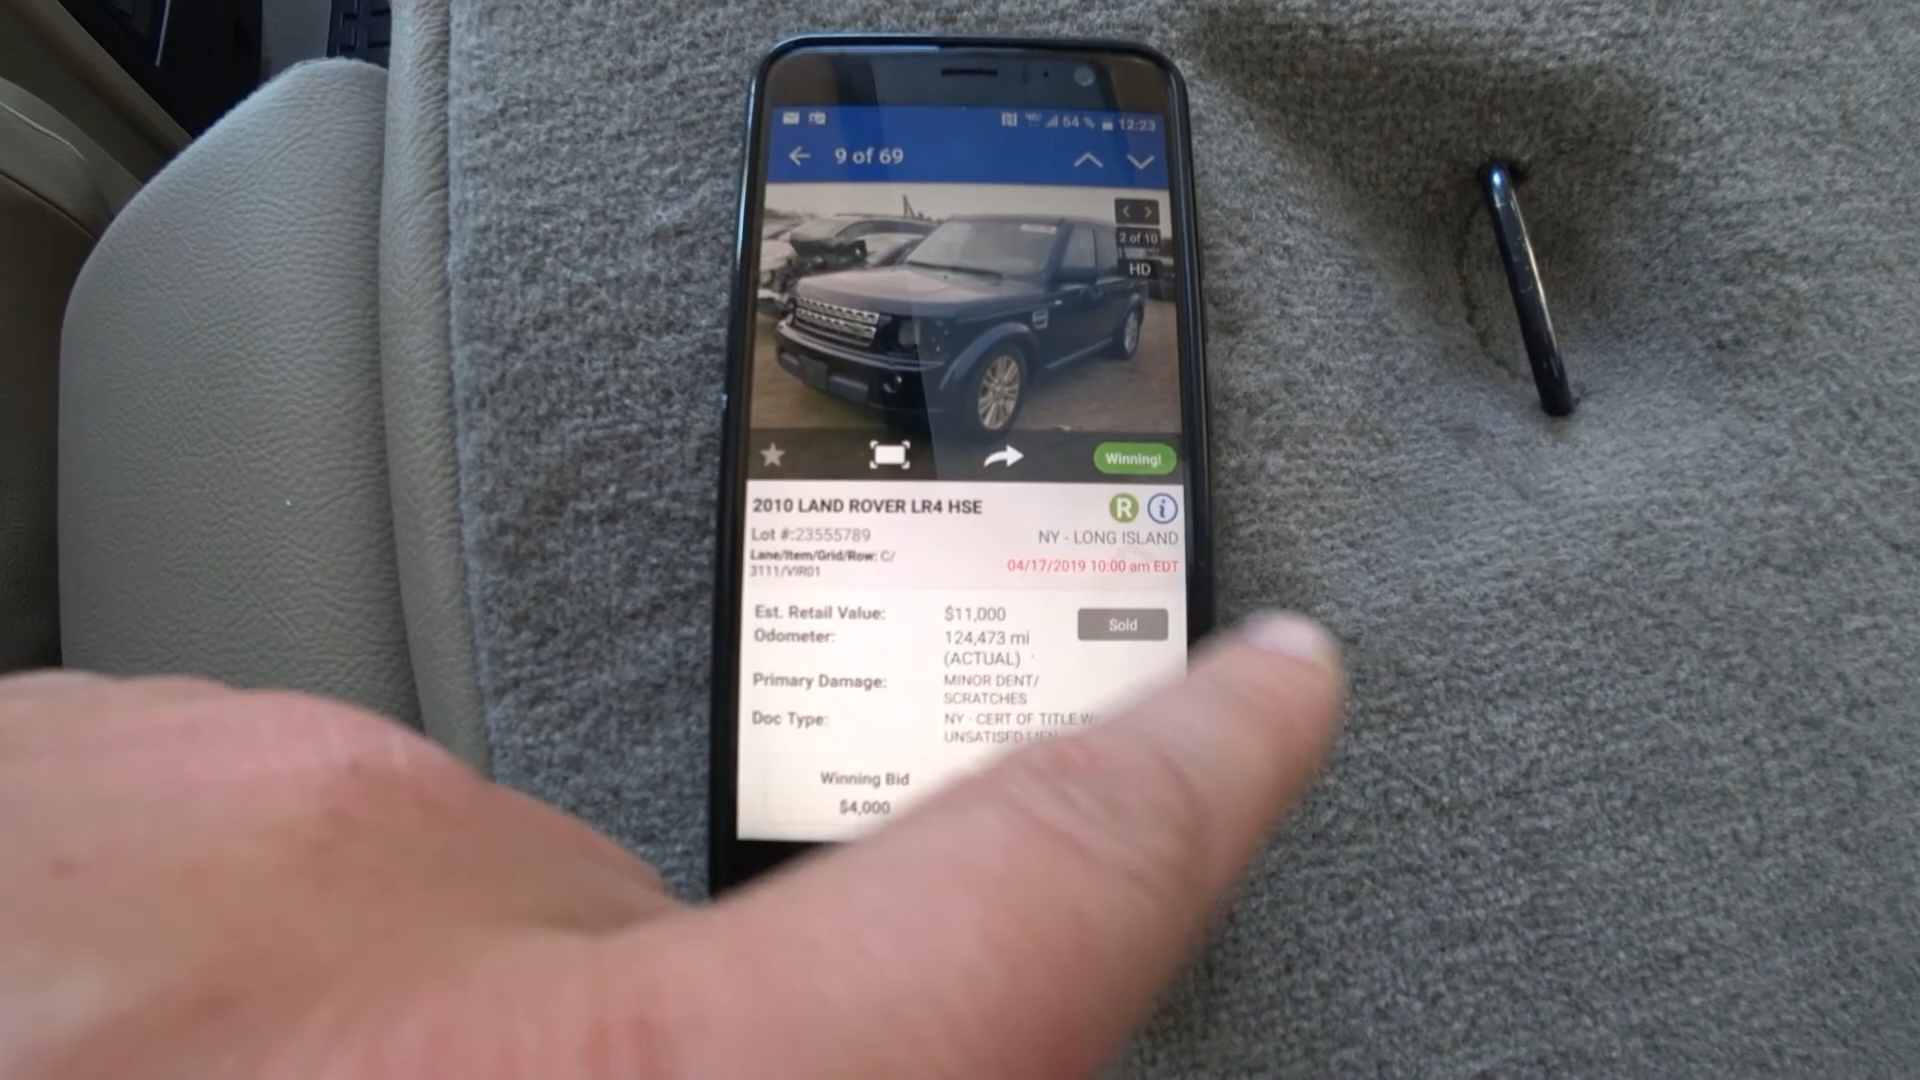 54 % 12:23
9 of 69
2 of 10
HD
Winning!
2010 LAND ROVER LR4 HSE
R i
Lot #:23555789
NY - LONG ISLAND
Lane/Item/Grid/Row: C/
3111/VIR01
04/17/2019 10:00 am EDT
Est. Retail Value: $11,000
Sold
Odometer: 124,473 mi
(ACTUAL)
Primary Damage: MINOR DENT/
SCRATCHES
Doc Type: NY - CERT OF TITLE W/
UNSATISFD LIEN
Winning Bid
$4,000